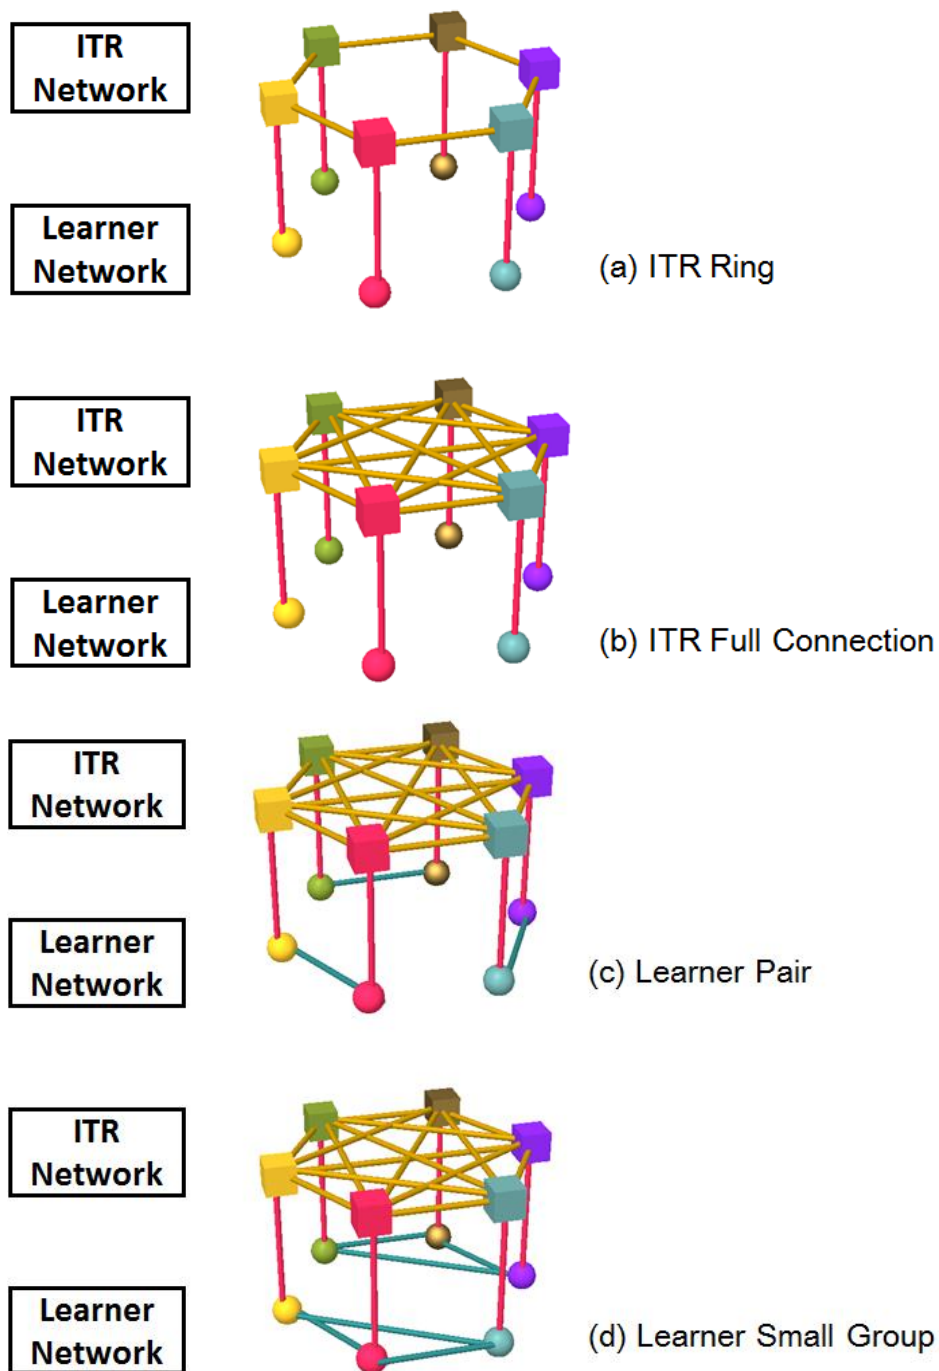 ITR
Network
Learner
Network
(a) ITR Ring
ITR
Network
Learner
Network
(b) ITR Full Connection
ITR
Network
Learner
Network
(c) Learner Pair
ITR
Network
Learner
Network
(d) Learner Small Group